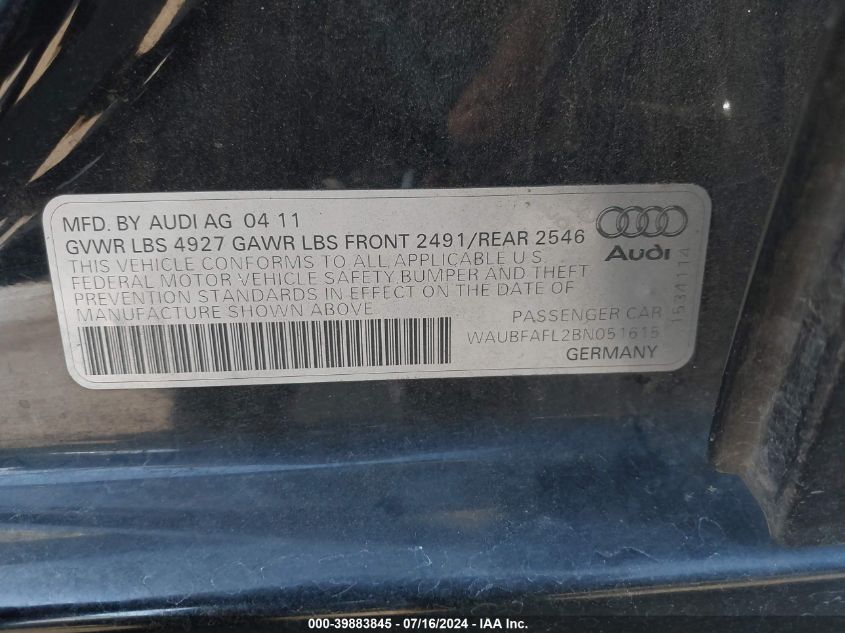 MFD. BY AUDI AG 04 11
GVWR LBS 4927 GAWR LBS FRONT 2491/REAR 2546
THIS VEHICLE CONFORMS TO ALL APPLICABLE U S
FEDERAL MOTOR VEHICLE SAFETY, BUMPER AND THEFT
PREVENTION STANDARDS IN EFFECT ON THE DATE OF
MANUFACTURE SHOWN ABOVE.
Audi
PASSENGER CAR
WAUBFAFL2BN051615
GERMANY
1534114
000-39883845 - 07/16/2024 - IAA Inc.